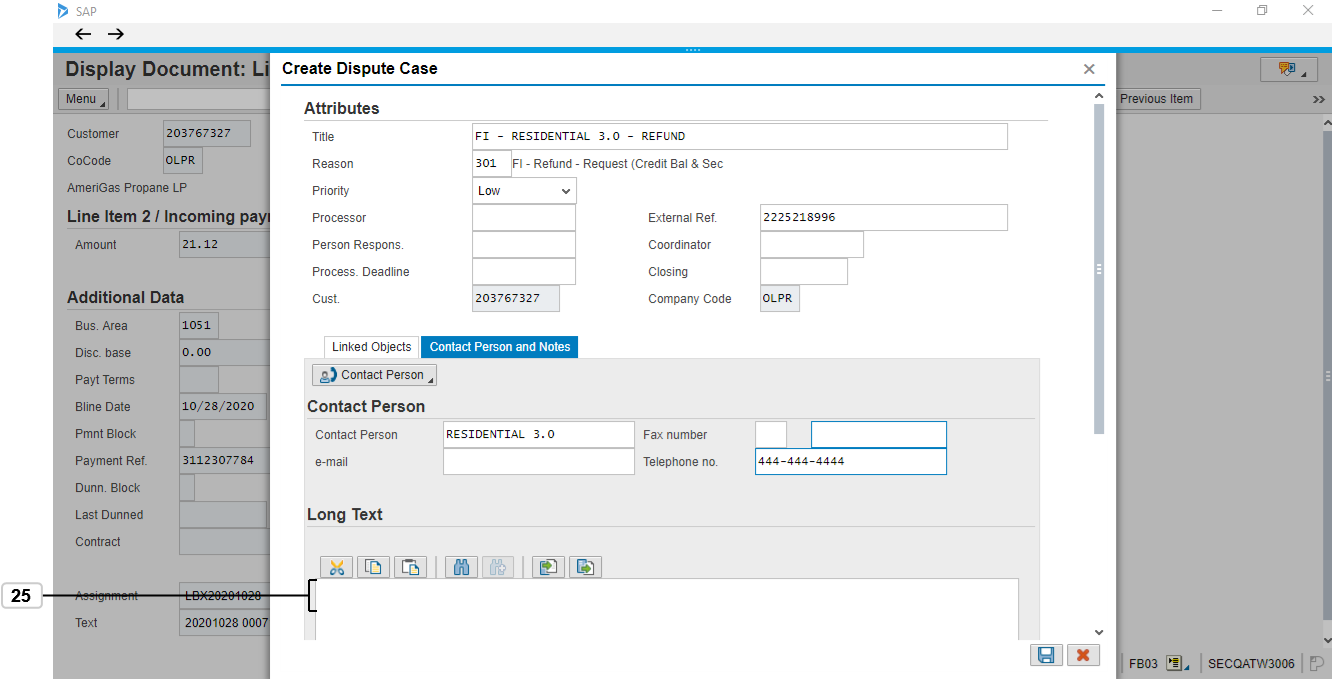 SAP
Display Document: Li
Create Dispute Case
Menu
Previous Item
Attributes
Customer 203767327
Title FI - RESIDENTIAL 3.0 - REFUND
CoCode OLPR
Reason 301 FI - Refund - Request (Credit Bal & Sec
AmeriGas Propane LP
Priority Low
Line Item 2 / Incoming payr
Processor External Ref. 2225218996
Amount 21.12
Person Respons. Coordinator
Process. Deadline Closing
Additional Data
Cust. 203767327 Company Code OLPR
Bus. Area 1051
Linked Objects Contact Person and Notes
Disc. base 0.00
Payt Terms
Contact Person
Bline Date 10/28/2020
Contact Person
Pmnt Block
Contact Person RESIDENTIAL 3.0 Fax number
Payment Ref. 3112307784
e-mail Telephone no. 444-444-4444
Dunn. Block
Last Dunned
Long Text
Contract
25
Assignment LBX20201028
Text 20201028 0007
FB03 SECQATW3006